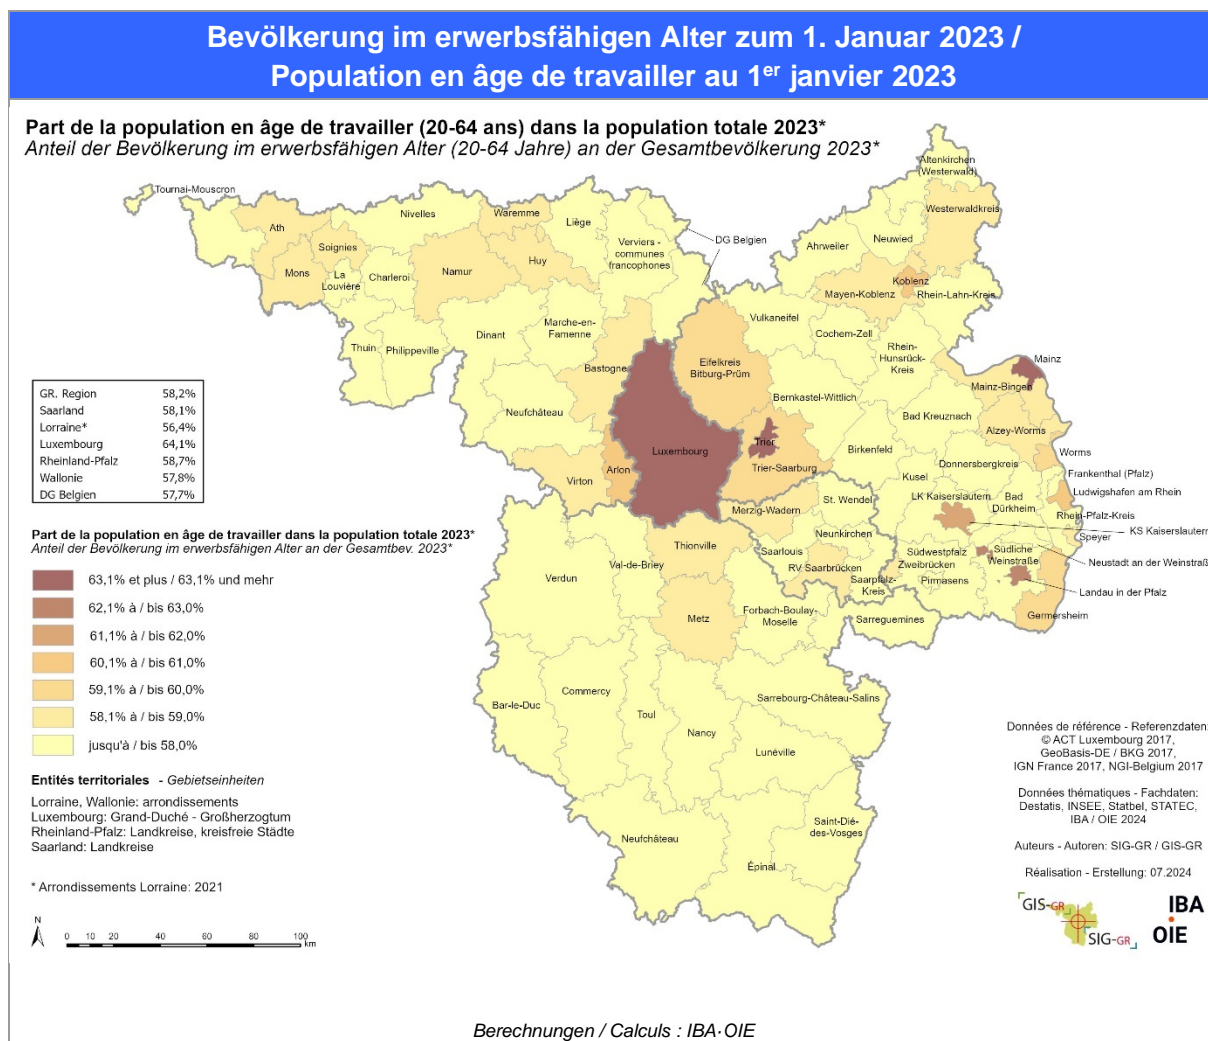 Bevölkerung im erwerbsfähigen Alter zum 1. Januar 2023 /
Population en âge de travailler au 1er janvier 2023
Part de la population en âge de travailler (20-64 ans) dans la population totale 2023*
Anteil der Bevölkerung im erwerbsfähigen Alter (20-64 Jahre) an der Gesamtbevölkerung 2023*
Altenkirchen
(Westerwald)
Tournai-Mouscron
Westerwaldkreis
Nivelles
Waremme
Liège
Ath
Neuwied
DG Belgien
Ahrweiler
Soignies
Verviers -
communes
francophones
Huy
Mons
Namur
La
Louvière
Charleroi
Koblenz
Mayen-Koblenz
Rhein-Lahn-Kreis
Vulkaneifel
Marche-en-
Famenne
Dinant
Cochem-Zell
Thuin
Philippeville
Rhein-
Hunsrück-
Kreis
Mainz
Eifelkreis
Bitburg-Prüm
Bastogne
Mainz-Bingen
Bernkastel-Wittlich
Neufchâteau
Bad Kreuznach
Alzey-Worms
Trier
Luxembourg
Birkenfeld
Worms
Donnersbergkreis
Trier-Saarburg
Arlon
Frankenthal (Pfalz)
Kusel
Virton
Ludwigshafen am Rhein
LK Kaiserslautern
Bad
Dürkheim
St. Wendel
Merzig-Wadern
Rhein-Pfalz-Kreis
KS Kaiserslautern
Neunkirchen
Speyer
Thionville
Saarlouis
Südwestpfalz
Südliche
Weinstraße
Zweibrücken
Neustadt an der Weinstraß
Val-de-Briey
RV Saarbrücken
Verdun
Saarpfalz-
Kreis
Pirmasens
Landau in der Pfalz
Forbach-Boulay-
Moselle
Metz
Germersheim
Sarreguemines
Commercy
Sarrebourg-Château-Salins
Bar-le-Duc
Toul
Nancy
Lunéville
Saint-Dié-
des-Vosges
Neufchâteau
Épinal
GR. Region 58,2%
Saarland 58,1%
Lorraine* 56,4%
Luxembourg 64,1%
Rheinland-Pfalz 58,7%
Wallonie 57,8%
DG Belgien 57,7%
Part de la population en âge de travailler dans la population totale 2023*
Anteil der Bevölkerung im erwerbsfähigen Alter an der Gesamtbev. 2023*
63,1% et plus / 63,1% und mehr
62,1% à / bis 63,0%
61,1% à / bis 62,0%
60,1% à / bis 61,0%
59,1% à / bis 60,0%
58,1% à / bis 59,0%
jusqu'à / bis 58,0%
Entités territoriales - Gebietseinheiten
Lorraine, Wallonie: arrondissements
Luxembourg: Grand-Duché - Großherzogtum
Rheinland-Pfalz: Landkreise, kreisfreie Städte
Saarland: Landkreise
* Arrondissements Lorraine: 2021
N
0 10 20 40 60 80 100
km
Données de référence - Referenzdaten:
© ACT Luxembourg 2017,
GeoBasis-DE / BKG 2017,
IGN France 2017, NGI-Belgium 2017
Données thématiques - Fachdaten:
Destatis, INSEE, Statbel, STATEC,
IBA / OIE 2024
Auteurs - Autoren: SIG-GR / GIS-GR
Réalisation - Erstellung: 07.2024
GIS-GR
SIG-GR
IBA
OIE
Berechnungen / Calculs : IBA·OIE